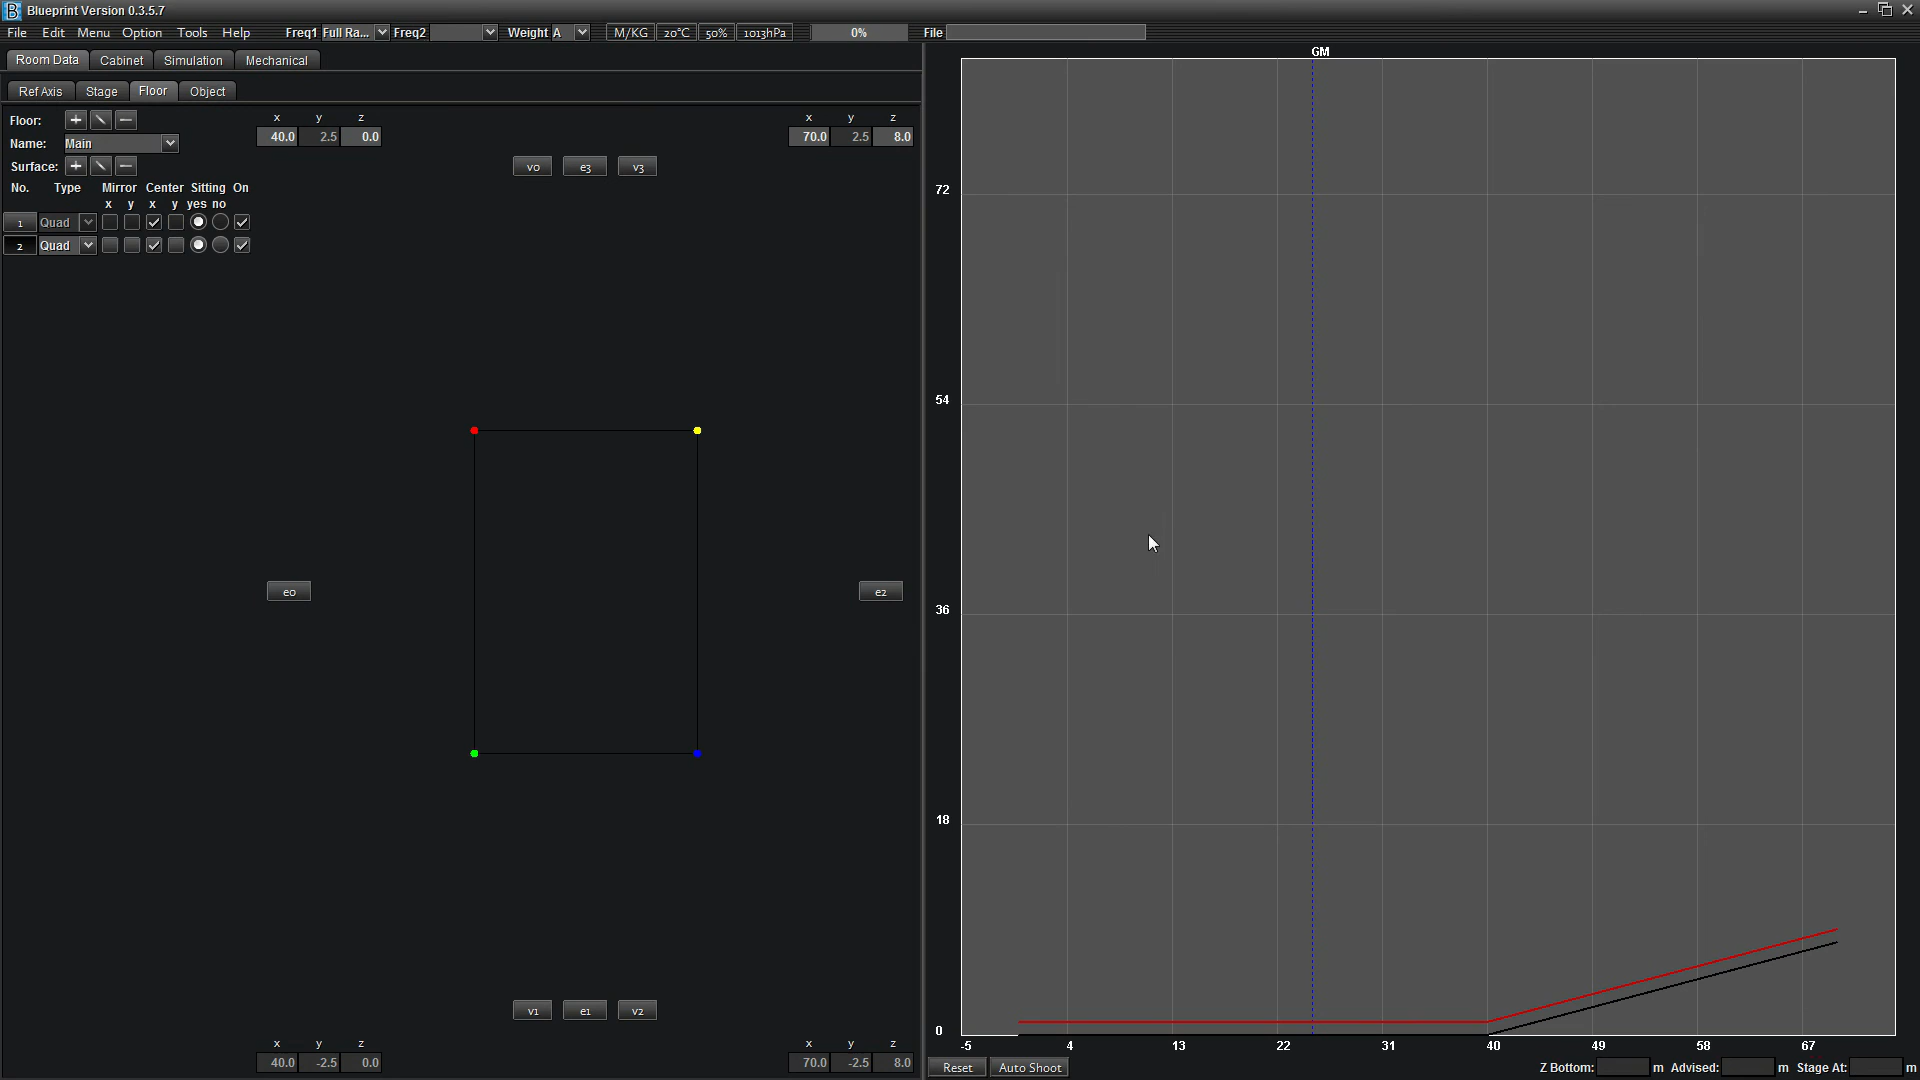 Blueprint Version 0.3.5.7
File Edit Menu Option Tools Help Freq1 Full Ra... Freq2 Weight A M/KG 20°C 50% 1013hPa 0% File
Room Data Cabinet Simulation Mechanical
GM
Ref Axis Stage Floor Object
Floor: x y z x y z
Name: Main 40.0 2.5 0.0 70.0 2.5 8.0
Surface: v0 e3 v3
No. Type Mirror Center Sitting On
x y x y yes no
1 Quad
2 Quad
72
54
36
18
0
e0 e2
v1 e1 v2
x y z x y z
40.0 -2.5 0.0 70.0 -2.5 8.0
-5 4 13 22 31 40 49 58 67
Reset Auto Shoot Z Bottom: m Advised: m Stage At: m